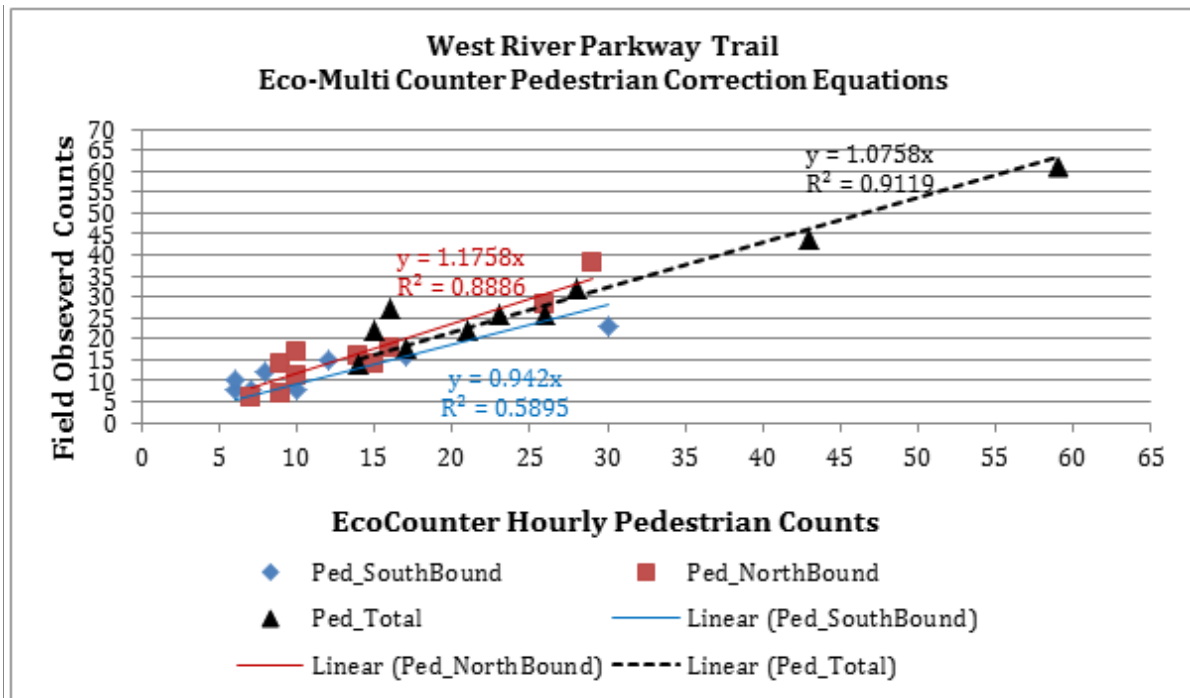 West River Parkway Trail
Eco-Multi Counter Pedestrian Correction Equations
Field Obseverd Counts
70
65
60
55
50
45
40
35
30
25
20
15
10
5
0
y = 1.0758x
R² = 0.9119
y = 1.1758x
R² = 0.8886
y = 0.942x
R² = 0.5895
0 5 10 15 20 25 30 35 40 45 50 55 60 65
EcoCounter Hourly Pedestrian Counts
Ped_SouthBound Ped_NorthBound
Ped_Total Linear (Ped_SouthBound)
Linear (Ped_NorthBound) Linear (Ped_Total)